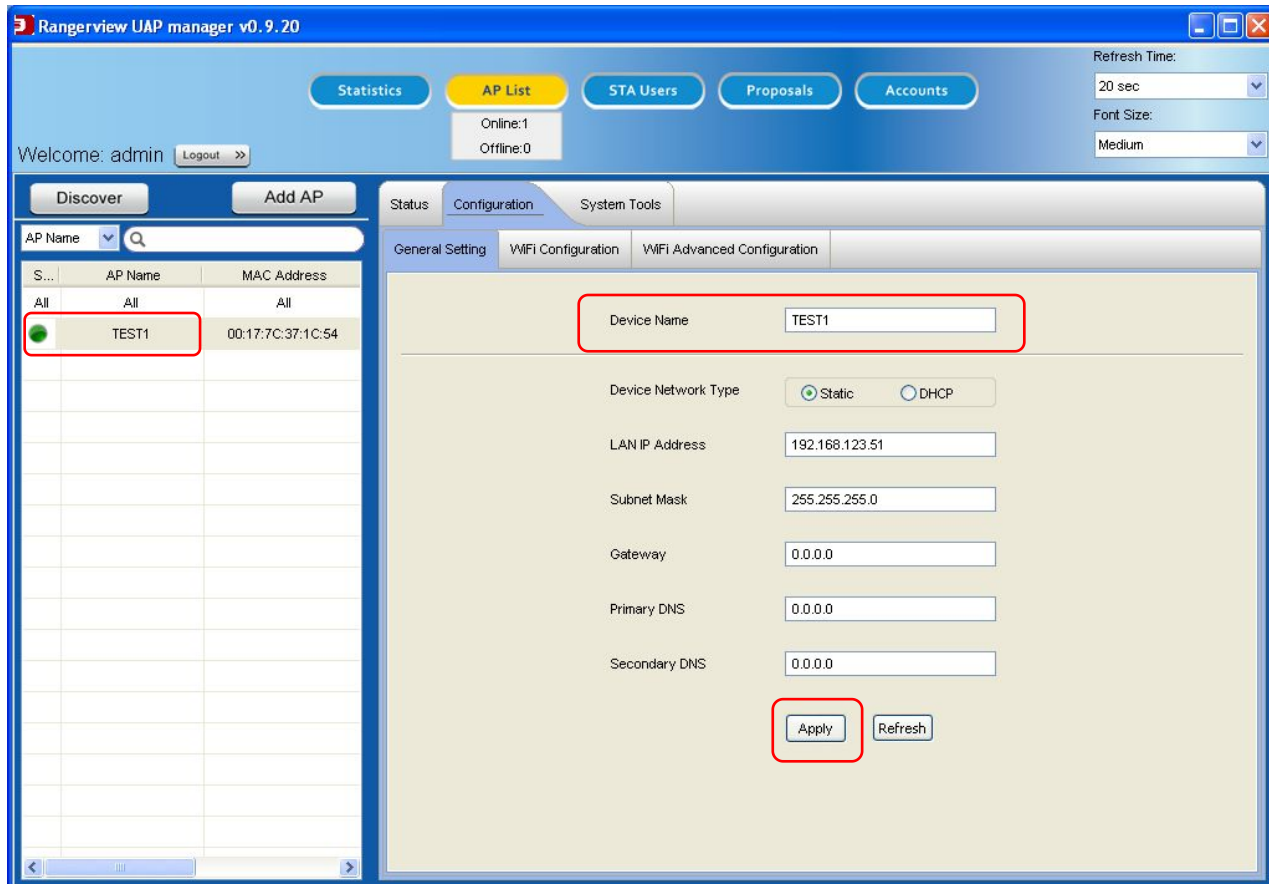 Rangerview UAP manager v0.9.20
Refresh Time:
20 sec
Font Size:
Medium
Statistics
AP List
STA Users
Proposals
Accounts
Online:1
Offline:0
Welcome: admin
Logout >>
Discover
Add AP
AP Name
S...
AP Name
MAC Address
All
All
All
TEST1
00:17:7C:37:1C:54
Status
Configuration
System Tools
General Setting
WiFi Configuration
WiFi Advanced Configuration
Device Name
TEST1
Device Network Type
Static
DHCP
LAN IP Address
192.168.123.51
Subnet Mask
255.255.255.0
Gateway
0.0.0.0
Primary DNS
0.0.0.0
Secondary DNS
0.0.0.0
Apply
Refresh